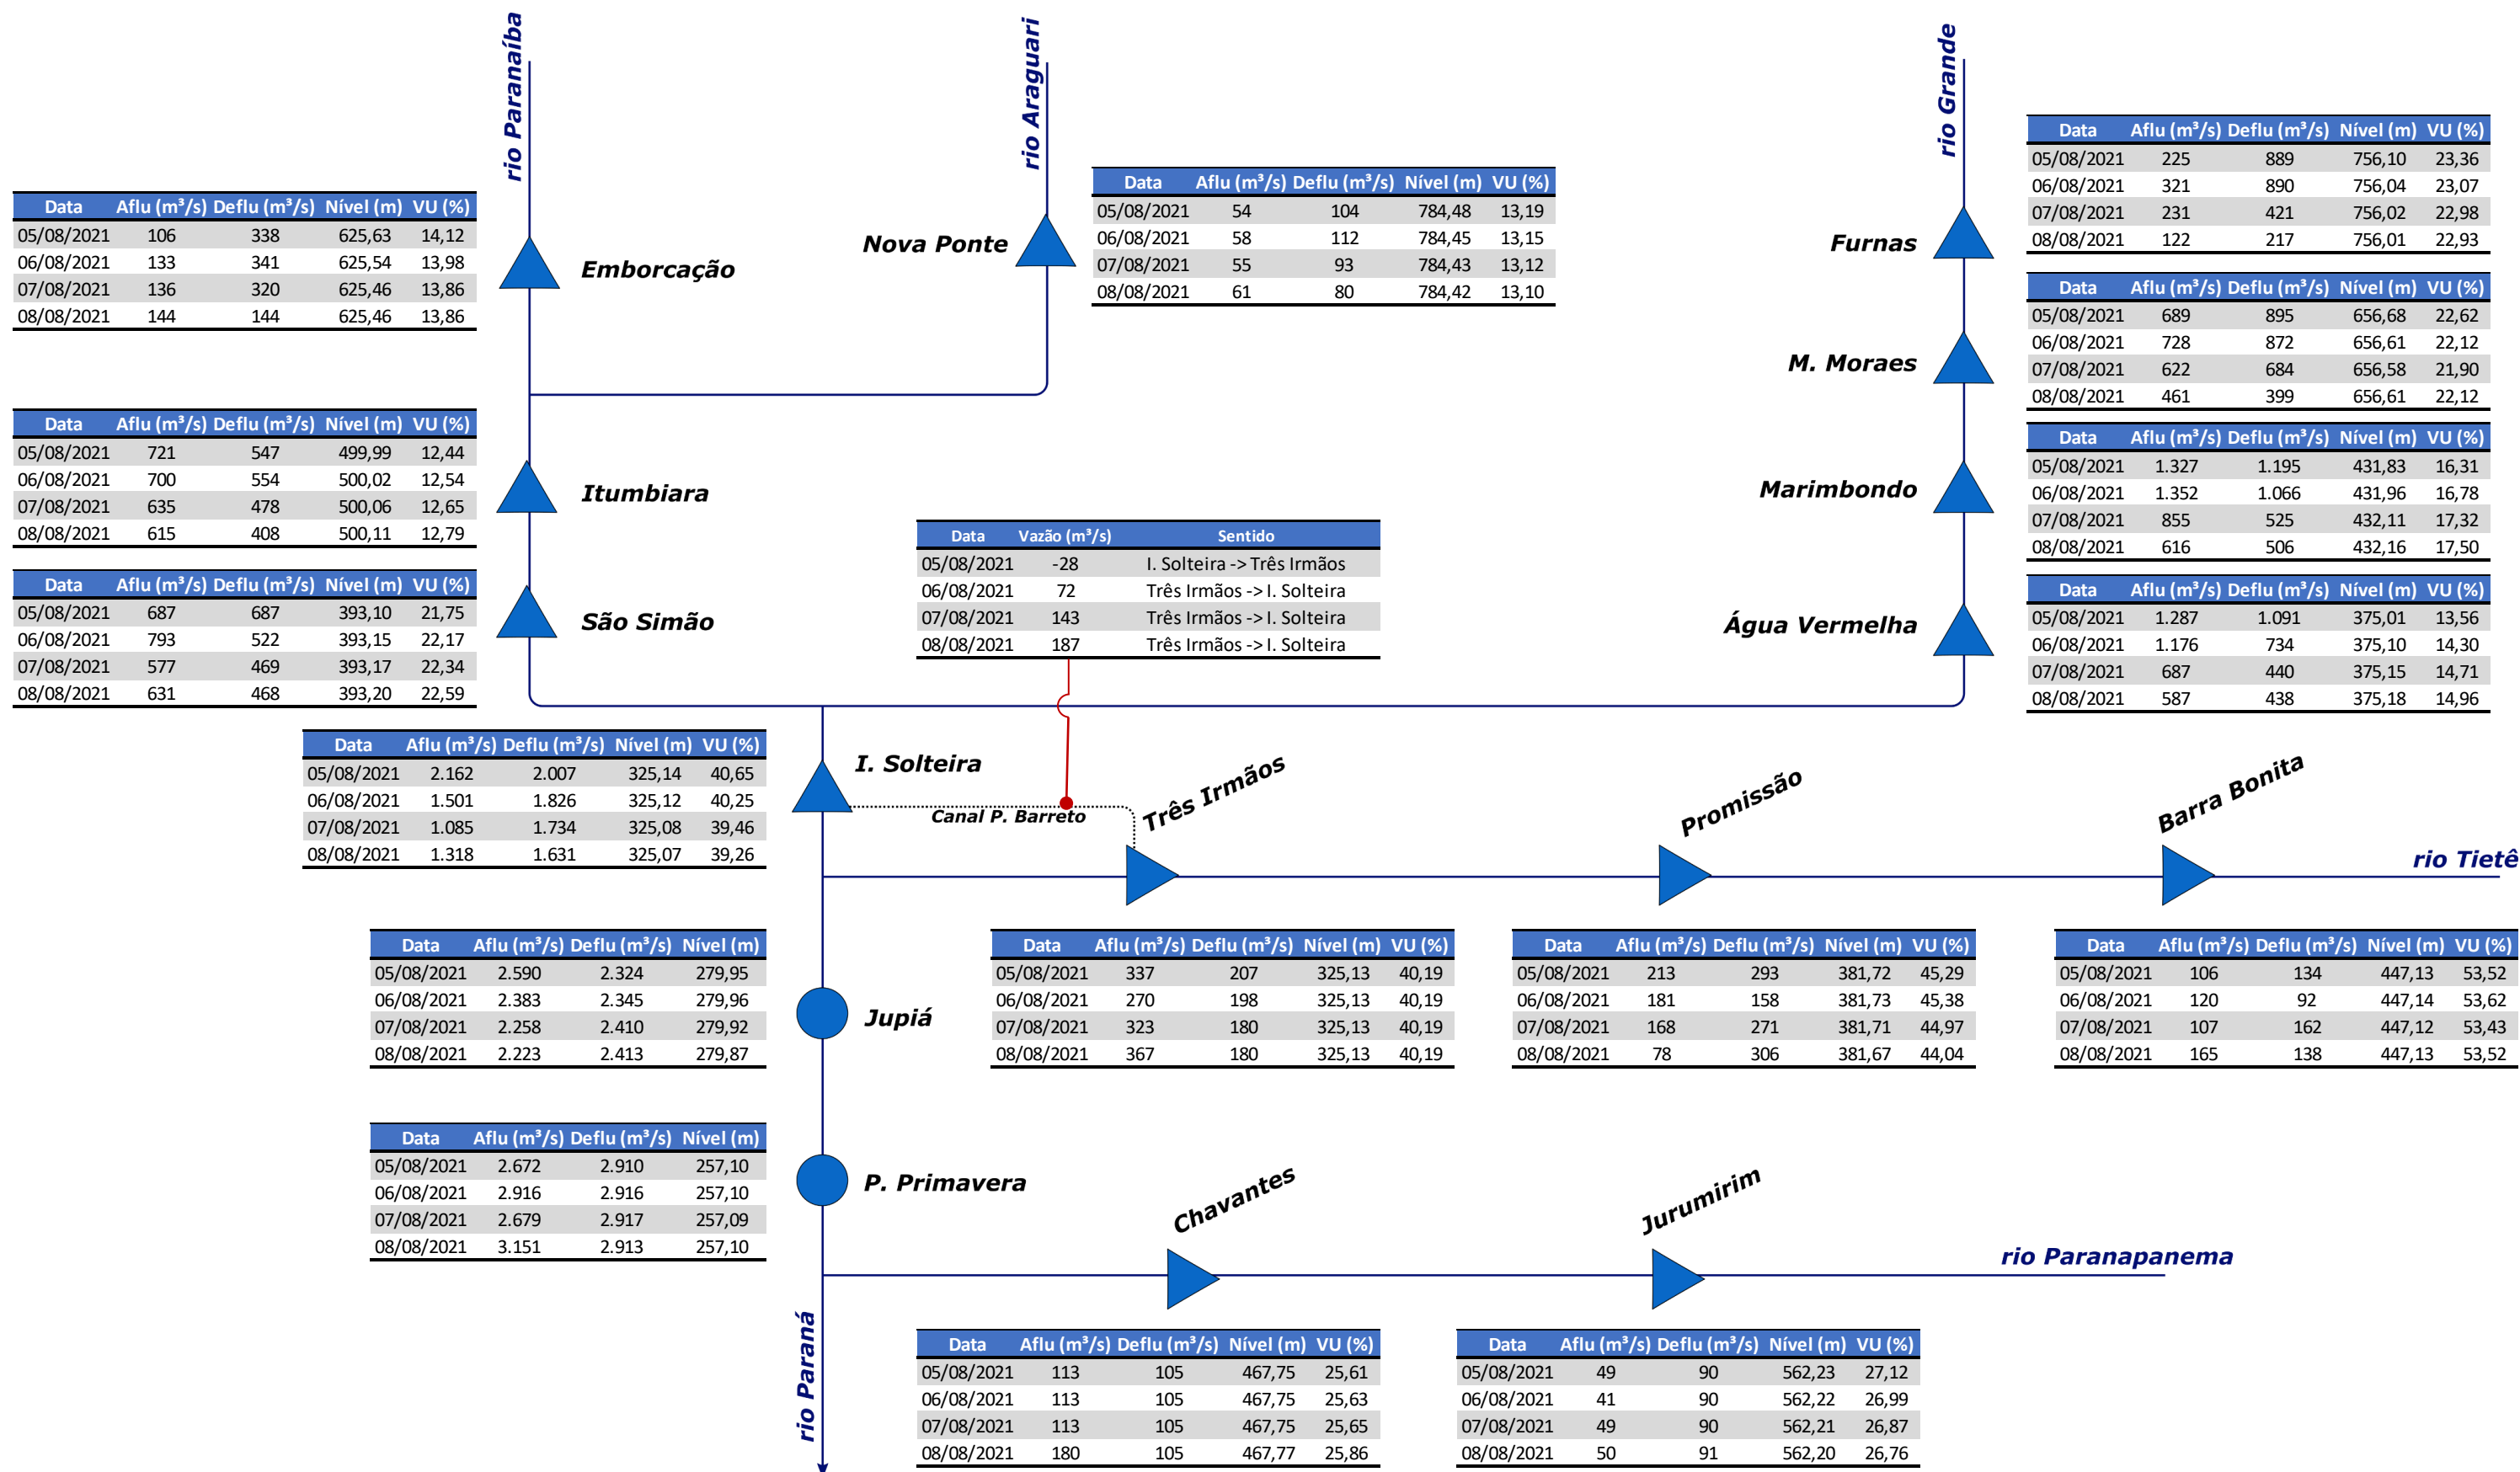 rio Paranaíba
rio Araguari
rio Grande
Data Aflu (m³/s) Deflu (m³/s) Nível (m) VU (%)
05/08/2021 225 889 756,10 23,36
06/08/2021 321 890 756,04 23,07
07/08/2021 231 421 756,02 22,98
08/08/2021 122 217 756,01 22,93
Furnas
Data Aflu (m³/s) Deflu (m³/s) Nível (m) VU (%)
05/08/2021 54 104 784,48 13,19
06/08/2021 58 112 784,45 13,15
07/08/2021 55 93 784,43 13,12
08/08/2021 61 80 784,42 13,10
Nova Ponte
Data Aflu (m³/s) Deflu (m³/s) Nível (m) VU (%)
05/08/2021 106 338 625,63 14,12
06/08/2021 133 341 625,54 13,98
07/08/2021 136 320 625,46 13,86
08/08/2021 144 144 625,46 13,86
Emborcação
Data Aflu (m³/s) Deflu (m³/s) Nível (m) VU (%)
05/08/2021 689 895 656,68 22,62
06/08/2021 728 872 656,61 22,12
07/08/2021 622 684 656,58 21,90
08/08/2021 461 399 656,61 22,12
M. Moraes
Data Aflu (m³/s) Deflu (m³/s) Nível (m) VU (%)
05/08/2021 721 547 499,99 12,44
06/08/2021 700 554 500,02 12,54
07/08/2021 635 478 500,06 12,65
08/08/2021 615 408 500,11 12,79
Itumbiara
Data Aflu (m³/s) Deflu (m³/s) Nível (m) VU (%)
05/08/2021 1.327 1.195 431,83 16,31
06/08/2021 1.352 1.066 431,96 16,78
07/08/2021 855 525 432,11 17,32
08/08/2021 616 506 432,16 17,50
Marimbondo
Data Vazão (m³/s) Sentido
05/08/2021 -28 I. Solteira -> Três Irmãos
06/08/2021 72 Três Irmãos -> I. Solteira
07/08/2021 143 Três Irmãos -> I. Solteira
08/08/2021 187 Três Irmãos -> I. Solteira
Data Aflu (m³/s) Deflu (m³/s) Nível (m) VU (%)
05/08/2021 687 687 393,10 21,75
06/08/2021 793 522 393,15 22,17
07/08/2021 577 469 393,17 22,34
08/08/2021 631 468 393,20 22,59
São Simão
Data Aflu (m³/s) Deflu (m³/s) Nível (m) VU (%)
05/08/2021 1.287 1.091 375,01 13,56
06/08/2021 1.176 734 375,10 14,30
07/08/2021 687 440 375,15 14,71
08/08/2021 587 438 375,18 14,96
Água Vermelha
Data Aflu (m³/s) Deflu (m³/s) Nível (m) VU (%)
05/08/2021 2.162 2.007 325,14 40,65
06/08/2021 1.501 1.826 325,12 40,25
07/08/2021 1.085 1.734 325,08 39,46
08/08/2021 1.318 1.631 325,07 39,26
I. Solteira
Canal P. Barreto
Três Irmãos
Promissão
Barra Bonita
rio Tietê
Data Aflu (m³/s) Deflu (m³/s) Nível (m)
05/08/2021 2.590 2.324 279,95
06/08/2021 2.383 2.345 279,96
07/08/2021 2.258 2.410 279,92
08/08/2021 2.223 2.413 279,87
Jupiá
Data Aflu (m³/s) Deflu (m³/s) Nível (m) VU (%)
05/08/2021 337 207 325,13 40,19
06/08/2021 270 198 325,13 40,19
07/08/2021 323 180 325,13 40,19
08/08/2021 367 180 325,13 40,19
Data Aflu (m³/s) Deflu (m³/s) Nível (m) VU (%)
05/08/2021 213 293 381,72 45,29
06/08/2021 181 158 381,73 45,38
07/08/2021 168 271 381,71 44,97
08/08/2021 78 306 381,67 44,04
Data Aflu (m³/s) Deflu (m³/s) Nível (m) VU (%)
05/08/2021 106 134 447,13 53,52
06/08/2021 120 92 447,14 53,62
07/08/2021 107 162 447,12 53,43
08/08/2021 165 138 447,13 53,52
Data Aflu (m³/s) Deflu (m³/s) Nível (m)
05/08/2021 2.672 2.910 257,10
06/08/2021 2.916 2.916 257,10
07/08/2021 2.679 2.917 257,09
08/08/2021 3.151 2.913 257,10
P. Primavera
Chavantes
Jurumirim
rio Paranapanema
rio Paraná
Data Aflu (m³/s) Deflu (m³/s) Nível (m) VU (%)
05/08/2021 113 105 467,75 25,61
06/08/2021 113 105 467,75 25,63
07/08/2021 113 105 467,75 25,65
08/08/2021 180 105 467,77 25,86
Data Aflu (m³/s) Deflu (m³/s) Nível (m) VU (%)
05/08/2021 49 90 562,23 27,12
06/08/2021 41 90 562,22 26,99
07/08/2021 49 90 562,21 26,87
08/08/2021 50 91 562,20 26,76